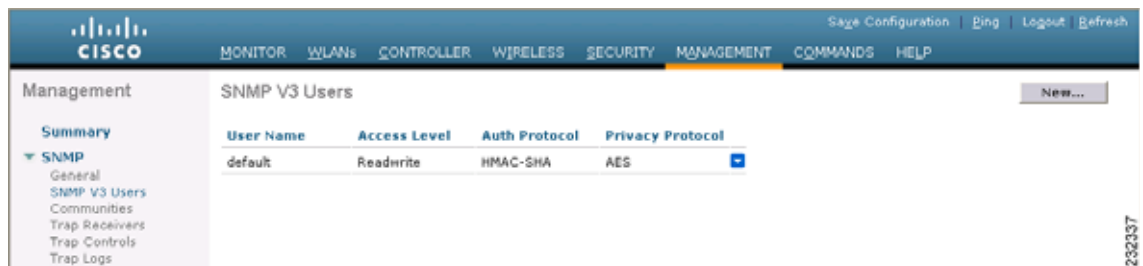 Save Configuration | Ping | Logout | Refresh
CISCO
MONITOR WLANs CONTROLLER WIRELESS SECURITY MANAGEMENT COMMANDS HELP
Management
Summary
SNMP
General
SNMP V3 Users
Communities
Trap Receivers
Trap Controls
Trap Logs
SNMP V3 Users
New...
User Name Access Level Auth Protocol Privacy Protocol
default Readwrite HMAC-SHA AES
232337